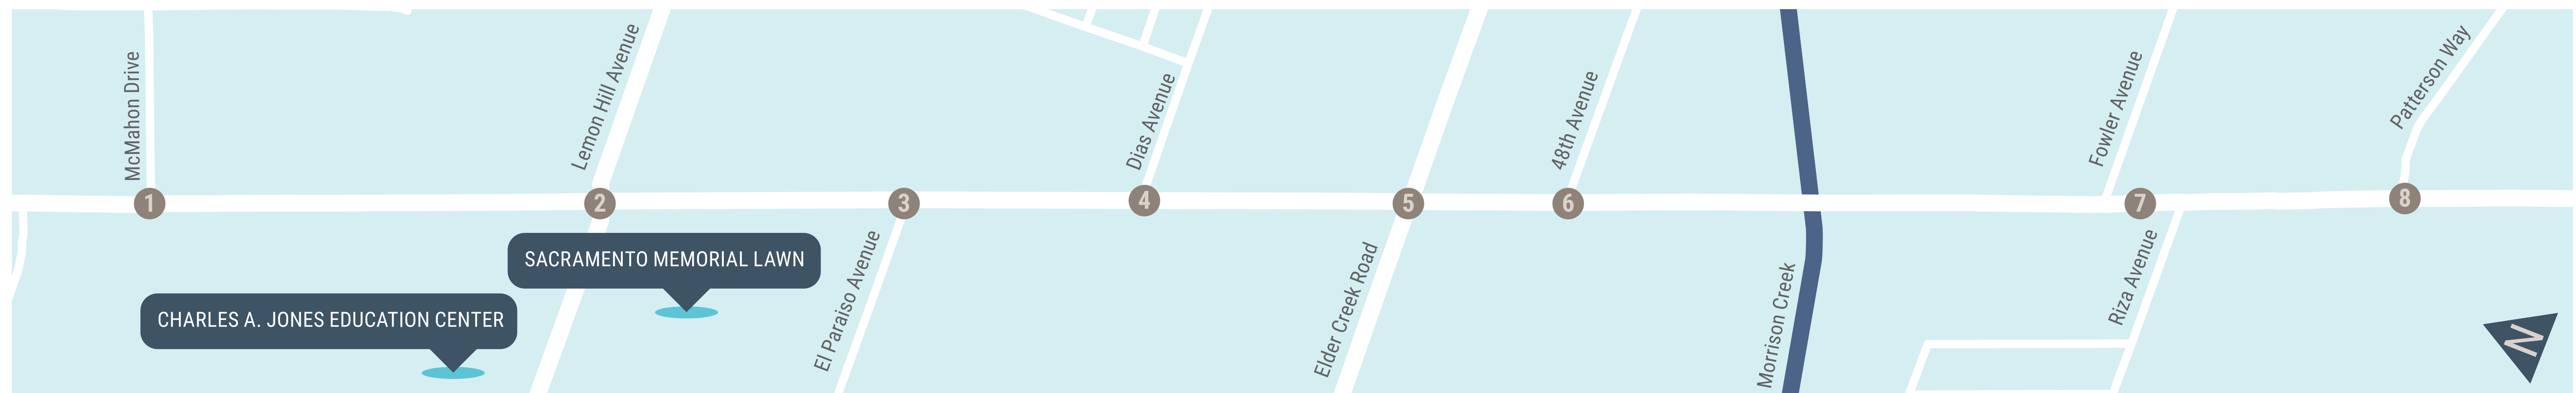 McMahon Drive
Lemon Hill Avenue
Dias Avenue
48th Avenue
Fowler Avenue
Patterson Way
1
2
3
4
5
6
7
8
SACRAMENTO MEMORIAL LAWN
CHARLES A. JONES EDUCATION CENTER
El Paraiso Avenue
Elder Creek Road
Morrison Creek
Riza Avenue
N